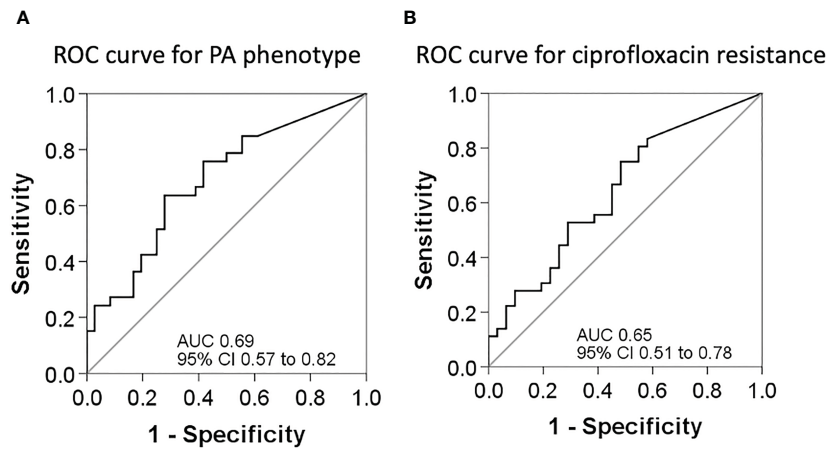 A
ROC curve for PA phenotype
1.0
0.8
0.6
0.4
0.2
0.0
Sensitivity
AUC 0.69
95% CI 0.57 to 0.82
0.0 0.2 0.4 0.6 0.8 1.0
1 - Specificity
B
ROC curve for ciprofloxacin resistance
1.0
0.8
0.6
0.4
0.2
0.0
Sensitivity
AUC 0.65
95% CI 0.51 to 0.78
0.0 0.2 0.4 0.6 0.8 1.0
1 - Specificity